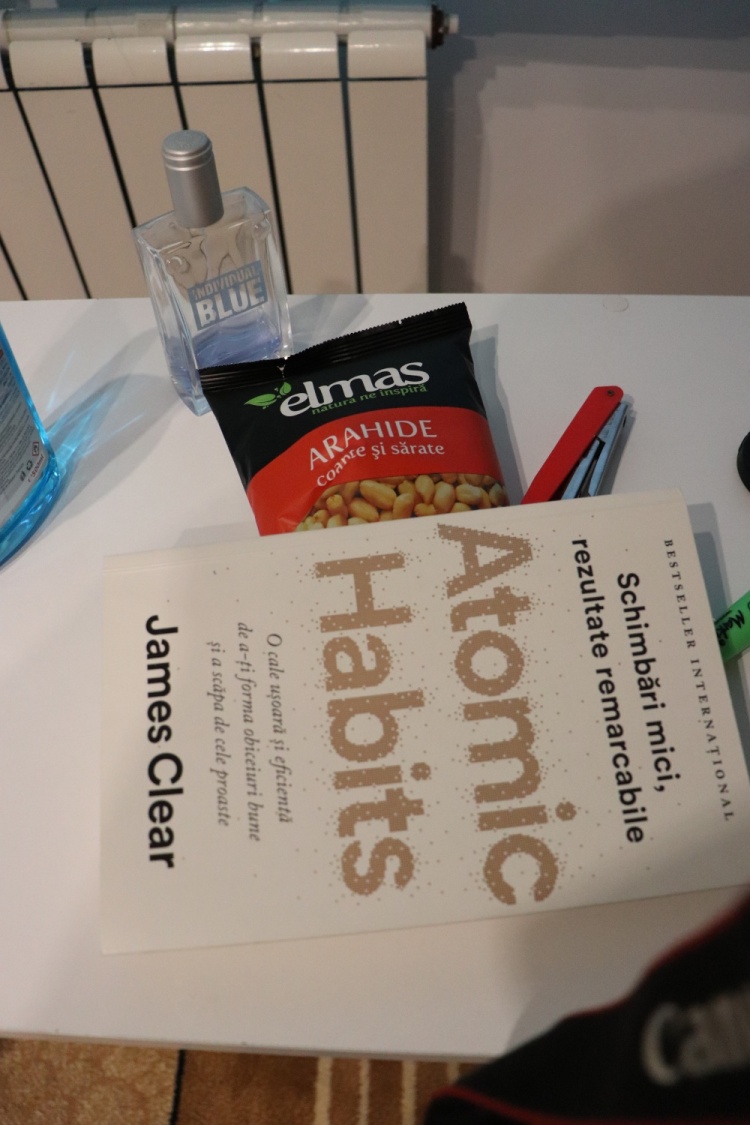 INDIVIDUAL
BLUE
elmas
natura ne inspiră
ARAHIDE
coapte și sărate
BESTSELLER INTERNAȚIONAL
Schimbări mici,
rezultate remarcabile
Atomic
Habits
O cale ușoară și eficientă
de a-ți forma obiceiuri bune
și a scăpa de cele proaste
James Clear